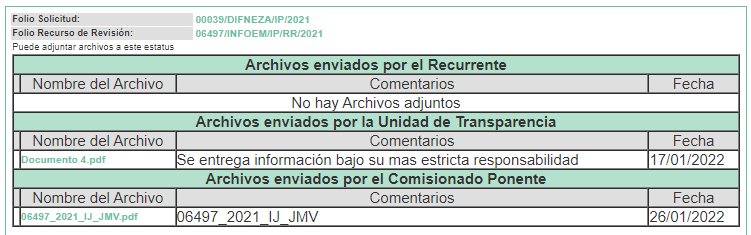 Folio Solicitud: 00039/DIFNEZA/IP/2021
Folio Recurso de Revisión: 06497/INFOEM/IP/RR/2021
Puede adjuntar archivos a este estatus
Archivos enviados por el Recurrente
Nombre del Archivo Comentarios Fecha
No hay Archivos adjuntos
Archivos enviados por la Unidad de Transparencia
Nombre del Archivo Comentarios Fecha
Documento 4.pdf Se entrega información bajo su mas estricta responsabilidad 17/01/2022
Archivos enviados por el Comisionado Ponente
Nombre del Archivo Comentarios Fecha
06497_2021_IJ_JMV.pdf 06497_2021_IJ_JMV 26/01/2022